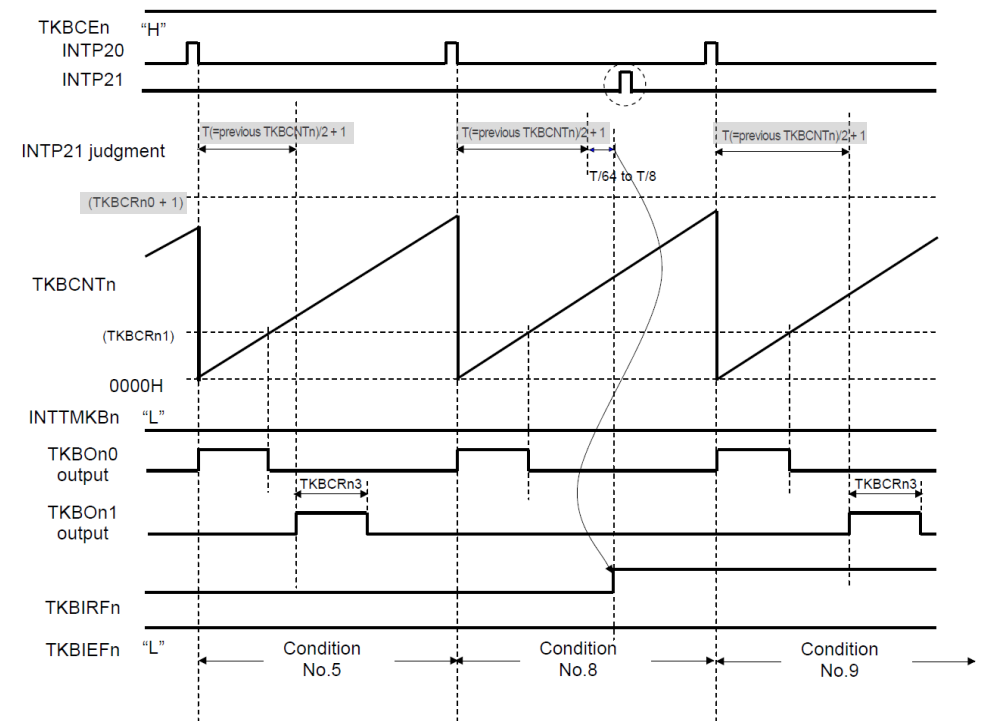 TKBCEn “H”
INTP20
INTP21
T(=previous TKBCNTn)/2 + 1 T(=previous TKBCNTn)/2 + 1 T(=previous TKBCNTn)/2 + 1
INTP21 judgment
T/64 to T/8
(TKBCRn0 + 1)
TKBCNTn
(TKBCRn1)
0000H
INTTMKBn “L”
TKBOn0
output
TKBCRn3 TKBCRn3
TKBOn1
output
TKBIRFn
TKBIEFn “L”
Condition
No.5
Condition
No.8
Condition
No.9